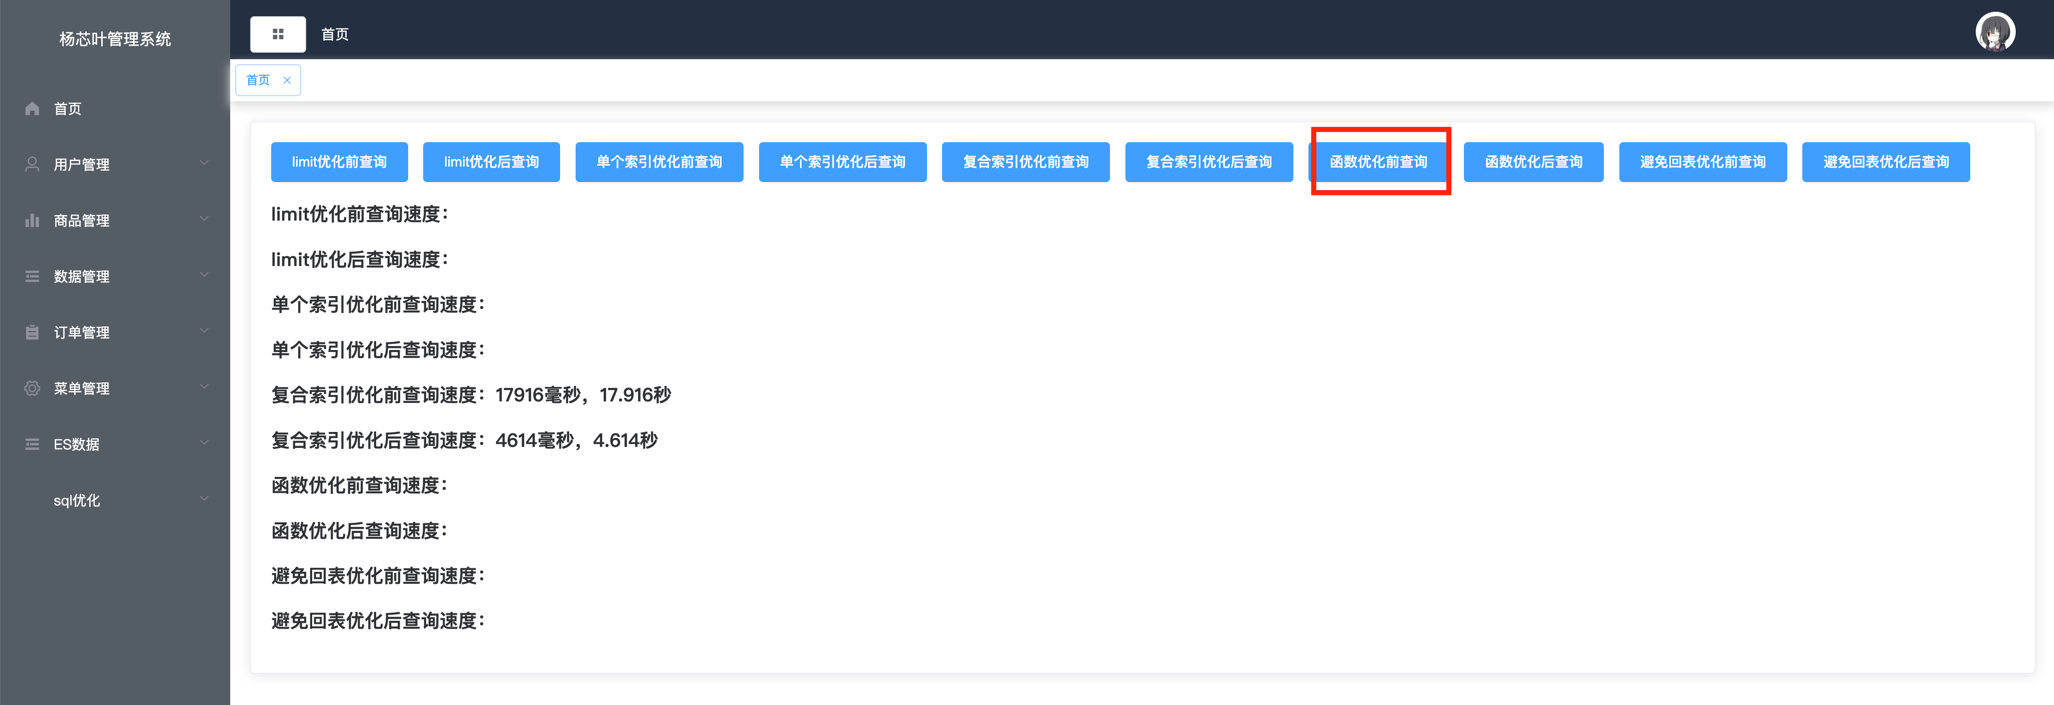 杨芯叶管理系统
首页
用户管理
商品管理
数据管理
订单管理
菜单管理
ES数据
sql优化
首页
首页
limit优化前查询
limit优化后查询
单个索引优化前查询
单个索引优化后查询
复合索引优化前查询
复合索引优化后查询
函数优化前查询
函数优化后查询
避免回表优化前查询
避免回表优化后查询
limit优化前查询速度：
limit优化后查询速度：
单个索引优化前查询速度：
单个索引优化后查询速度：
复合索引优化前查询速度：17916毫秒，17.916秒
复合索引优化后查询速度：4614毫秒，4.614秒
函数优化前查询速度：
函数优化后查询速度：
避免回表优化前查询速度：
避免回表优化后查询速度：